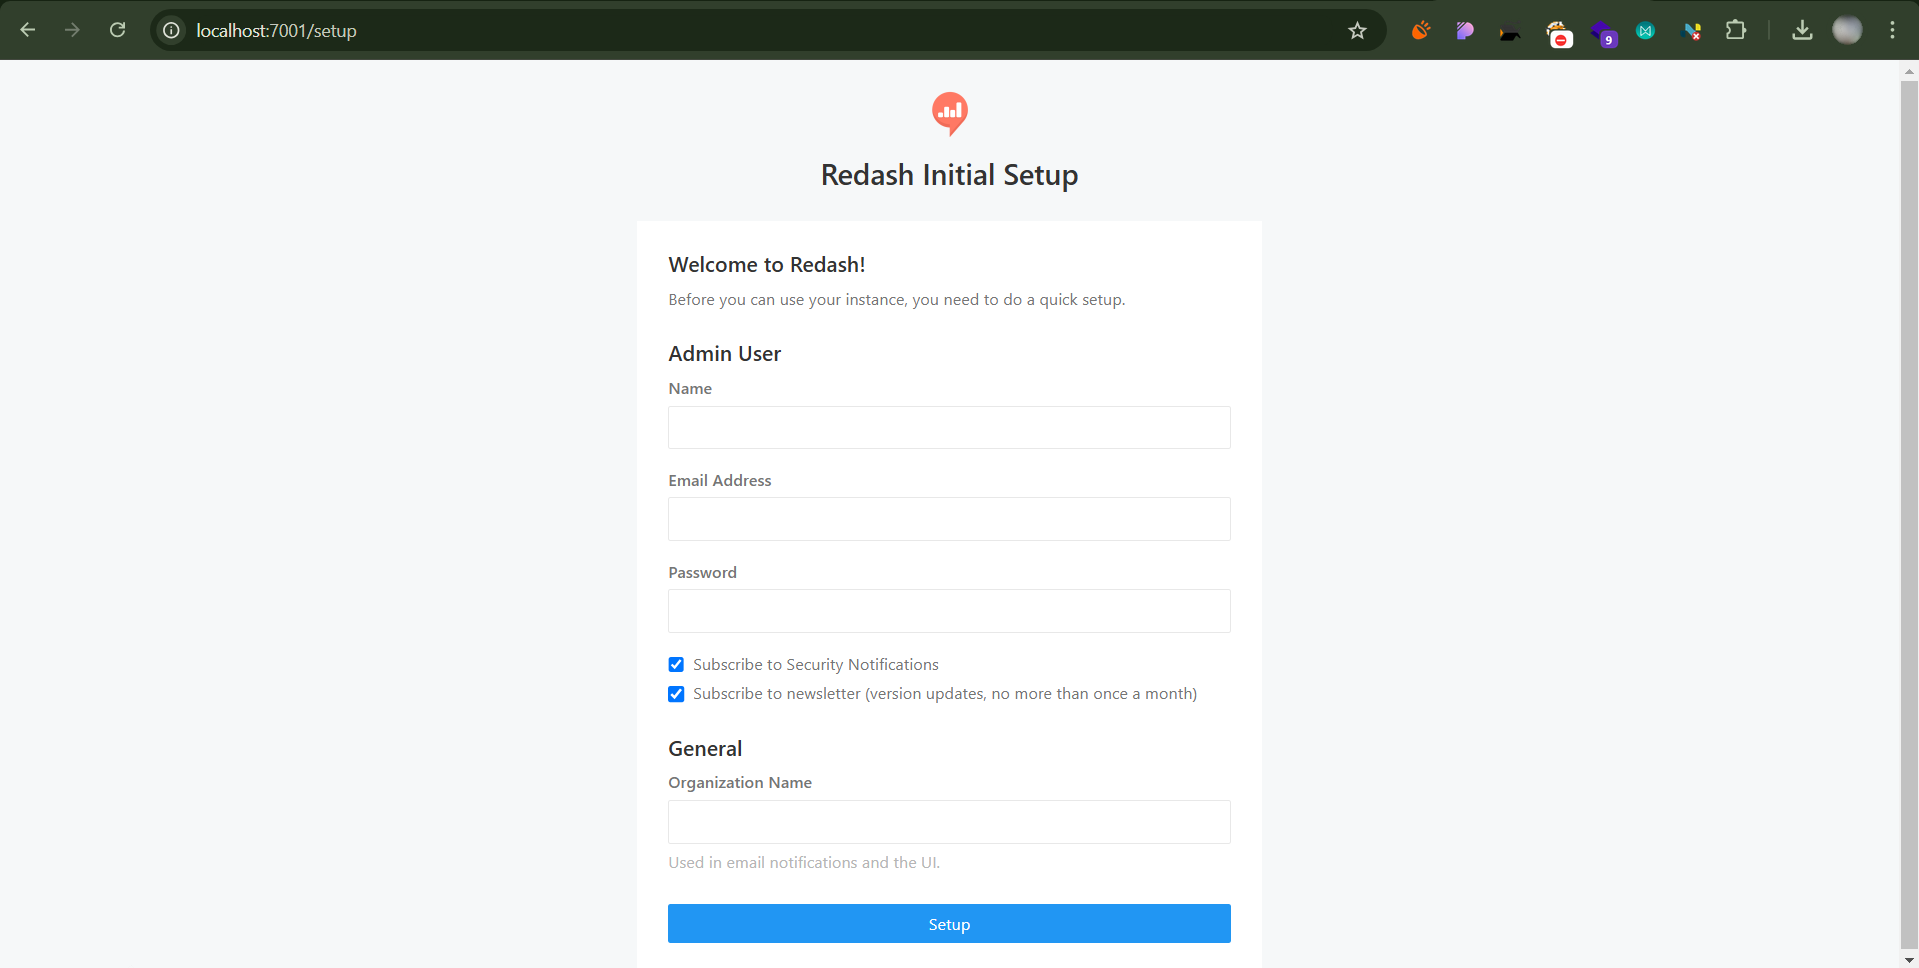 localhost:7001/setup
9
Redash Initial Setup
Welcome to Redash!
Before you can use your instance, you need to do a quick setup.
Admin User
Name
Email Address
Password
Subscribe to Security Notifications
Subscribe to newsletter (version updates, no more than once a month)
General
Organization Name
Used in email notifications and the UI.
Setup